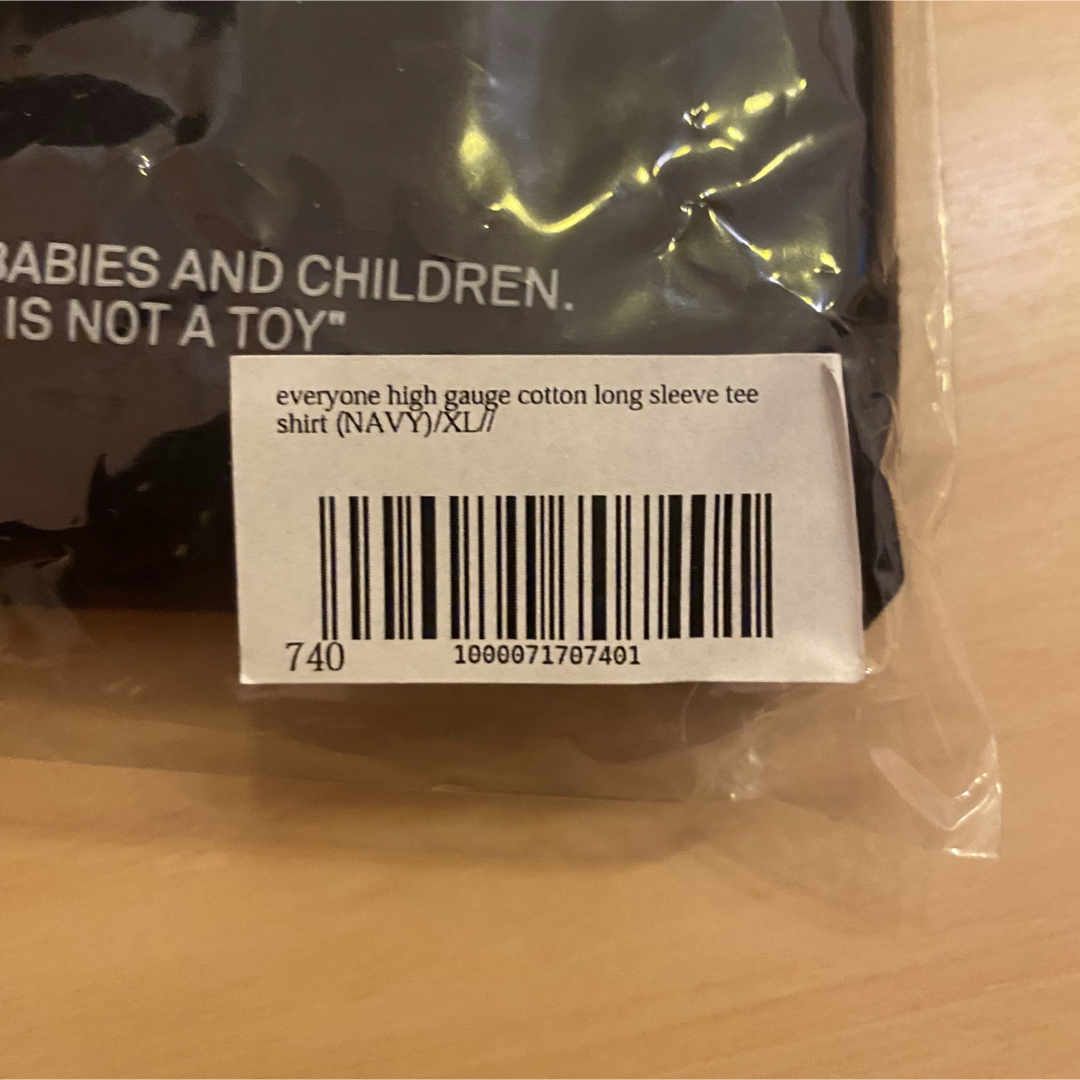 BABIES AND CHILDREN.
IS NOT A TOY"
everyone high gauge cotton long sleeve tee
shirt (NAVY)/XL//
740
1000071707401